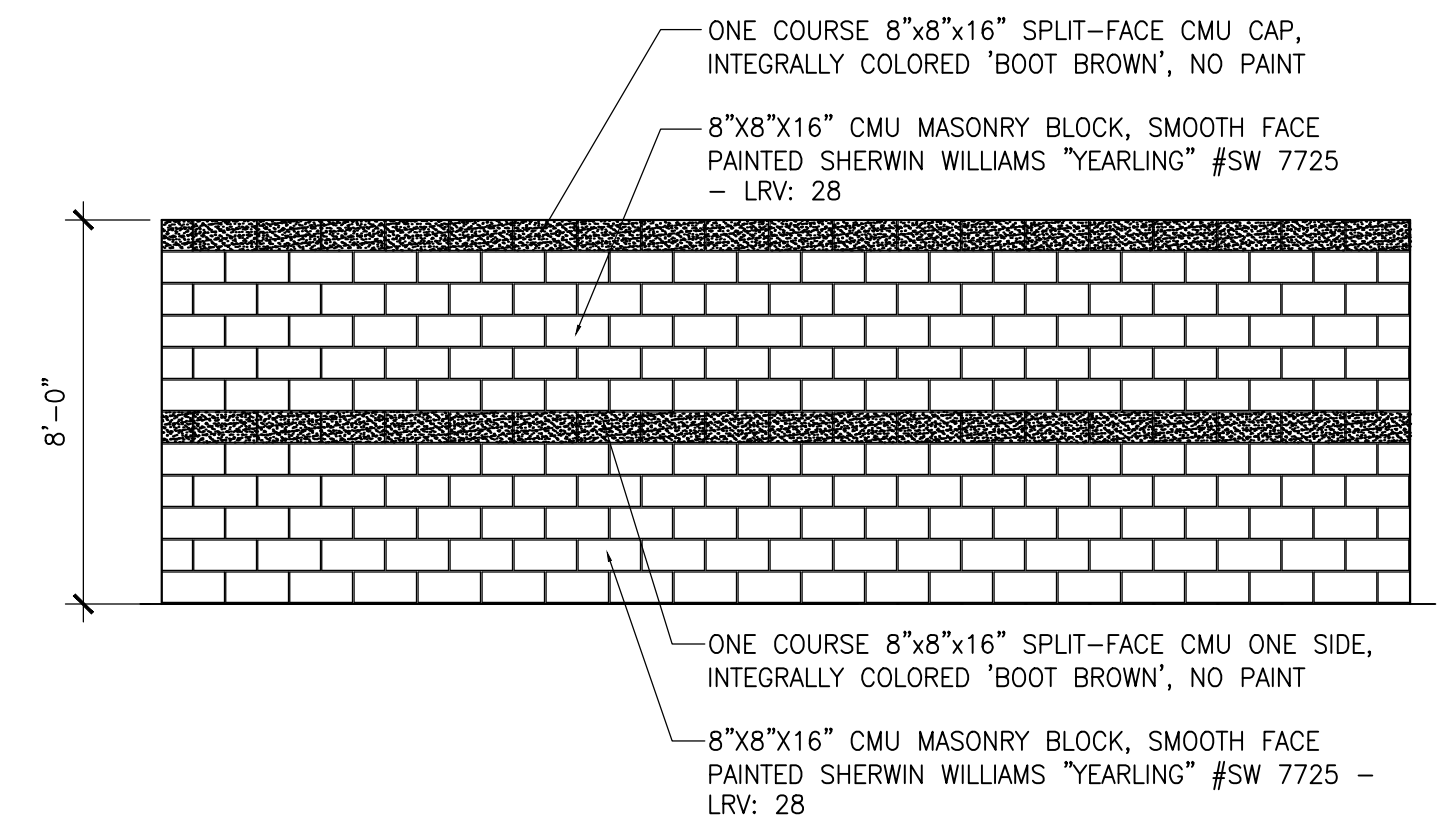 ONE COURSE 8”x8”x16” SPLIT–FACE CMU CAP,
INTEGRALLY COLORED ’BOOT BROWN’, NO PAINT
8”X8”X16” CMU MASONRY BLOCK, SMOOTH FACE
PAINTED SHERWIN WILLIAMS ”YEARLING” #SW 7725
– LRV: 28
8’–0”
ONE COURSE 8”x8”x16” SPLIT–FACE CMU ONE SIDE,
INTEGRALLY COLORED ’BOOT BROWN’, NO PAINT
8”X8”X16” CMU MASONRY BLOCK, SMOOTH FACE
PAINTED SHERWIN WILLIAMS ”YEARLING” #SW 7725 –
LRV: 28